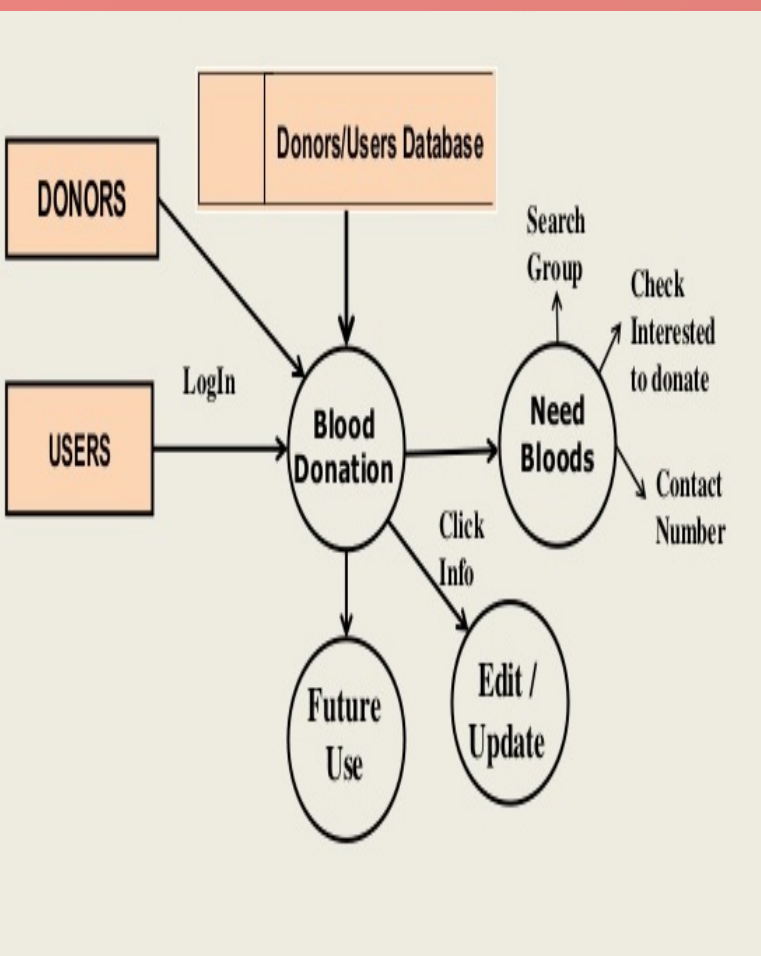 Donors/Users Database
DONORS
Search
Group
Check
Interested
to donate
LogIn
USERS
Blood
Donation
Need
Bloods
Contact
Number
Click
Info
Future
Use
Edit /
Update